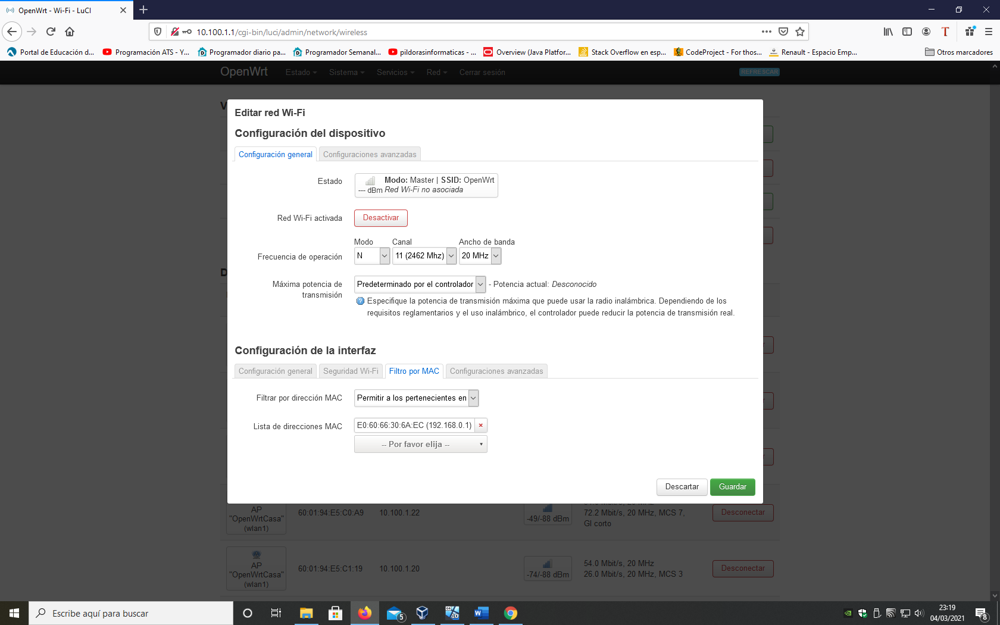 OpenWrt - Wi-Fi - LuCI
10.100.1.1/cgi-bin/luci/admin/network/wireless
Portal de Educación d...
Programación ATS - Y...
Programador diario pa...
Programador Semanal...
pildorasinformaticas - ...
Overview (Java Platfor...
Stack Overflow en esp...
CodeProject - For thos...
Renault - Espacio Emp...
Otros marcadores
OpenWrt Estado Sistema Servicios Red Cerrar sesión REFRESCAR
Editar red Wi-Fi
Configuración del dispositivo
Configuración general Configuraciones avanzadas
Estado
Modo: Master | SSID: OpenWrt
--- dBm Red Wi-Fi no asociada
Red Wi-Fi activada Desactivar
Modo Canal Ancho de banda
Frecuencia de operación N 11 (2462 Mhz) 20 MHz
Máxima potencia de
transmisión
Predeterminado por el controlador - Potencia actual: Desconocido
Especifique la potencia de transmisión máxima que puede usar la radio inalámbrica. Dependiendo de los
requisitos reglamentarios y el uso inalámbrico, el controlador puede reducir la potencia de transmisión real.
Configuración de la interfaz
Configuración general Seguridad Wi-Fi Filtro por MAC Configuraciones avanzadas
Filtrar por dirección MAC Permitir a los pertenecientes en
Lista de direcciones MAC E0:60:66:30:6A:EC (192.168.0.1)
-- Por favor elija --
Descartar Guardar
AP
"OpenWrtCasa"
(wlan1)
60:01:94:E5:C0:A9 10.100.1.22
-49/-88 dBm
72.2 Mbit/s, 20 MHz, MCS 7,
GI corto
Desconectar
AP
"OpenWrtCasa"
(wlan1)
60:01:94:E5:C1:19 10.100.1.20
-74/-88 dBm
54.0 Mbit/s, 20 MHz
26.0 Mbit/s, 20 MHz, MCS 3
Desconectar
Escribe aquí para buscar
5
23:19
04/03/2021
8